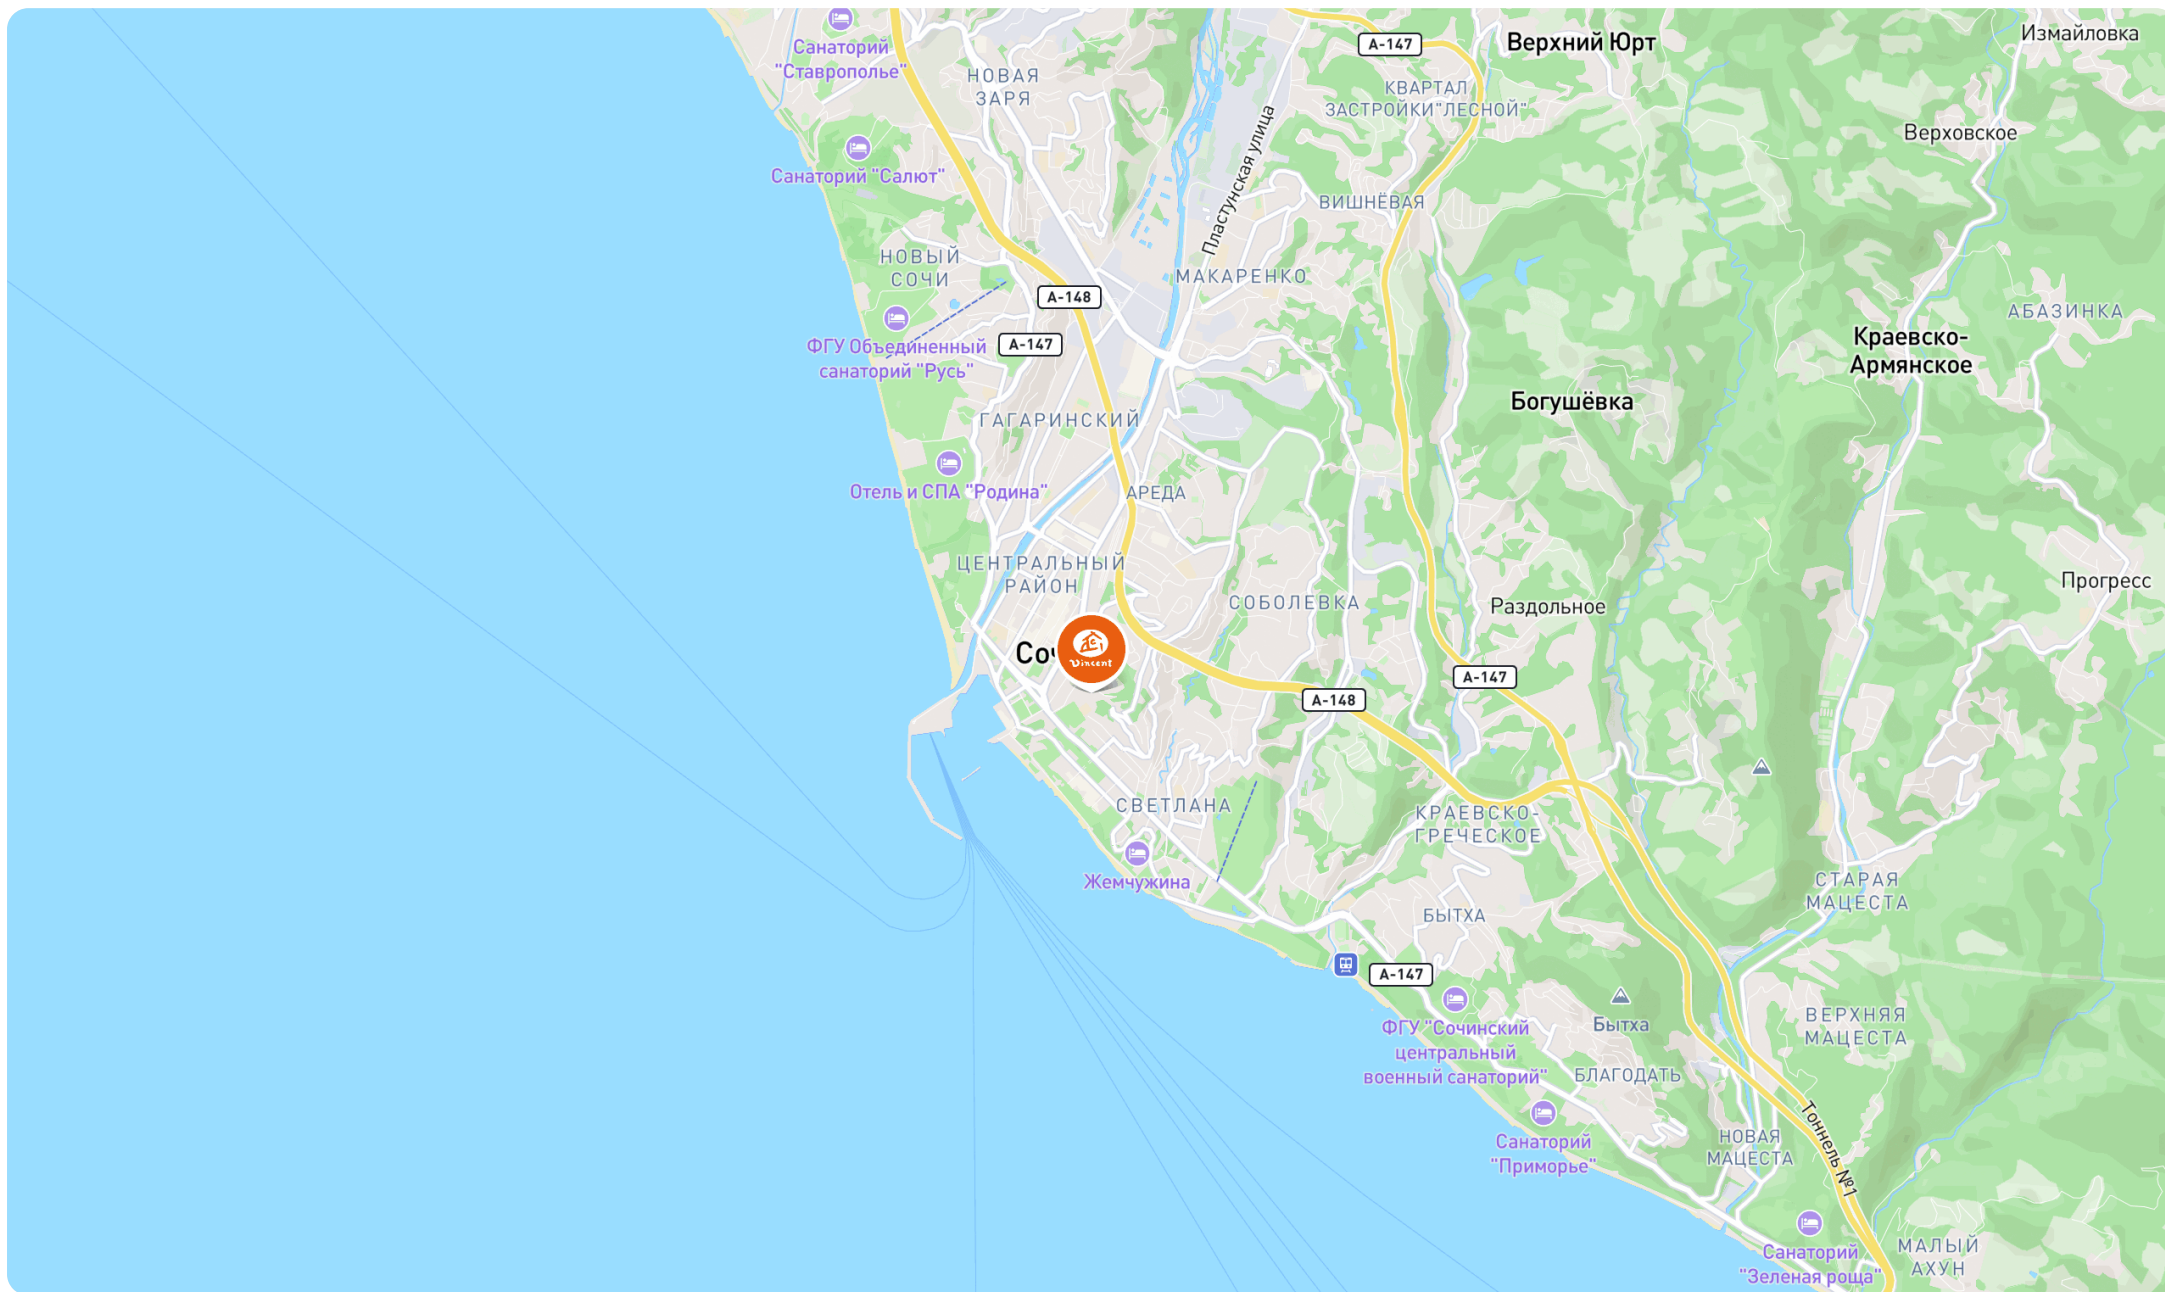 Санаторий
"Ставрополье"
НОВАЯ
ЗАРЯ
А-147
Верхний Юрт
Измайловка
КВАРТАЛ
ЗАСТРОЙКИ"ЛЕСНОЙ"
Верховское
Санаторий "Салют"
Пластунская улица
ВИШНЁВАЯ
НОВЫЙ
СОЧИ
МАКАРЕНКО
А-148
АБАЗИНКА
ФГУ Объединенный
санаторий "Русь"
А-147
Краевско-
Армянское
Богушёвка
ГАГАРИНСКИЙ
Отель и СПА "Родина"
АРЕДА
ЦЕНТРАЛЬНЫЙ
РАЙОН
Прогресс
СОБОЛЕВКА
Раздольное
Соч
Vincent
А-147
А-148
СВЕТЛАНА
КРАЕВСКО-
ГРЕЧЕСКОЕ
Жемчужина
СТАРАЯ
МАЦЕСТА
БЫТХА
А-147
ФГУ "Сочинский
центральный
военный санаторий"
Бытха
ВЕРХНЯЯ
МАЦЕСТА
БЛАГОДАТЬ
Санаторий
"Приморье"
НОВАЯ
МАЦЕСТА
Тоннель №1
Санаторий
"Зеленая роща"
МАЛЫЙ
АХУН